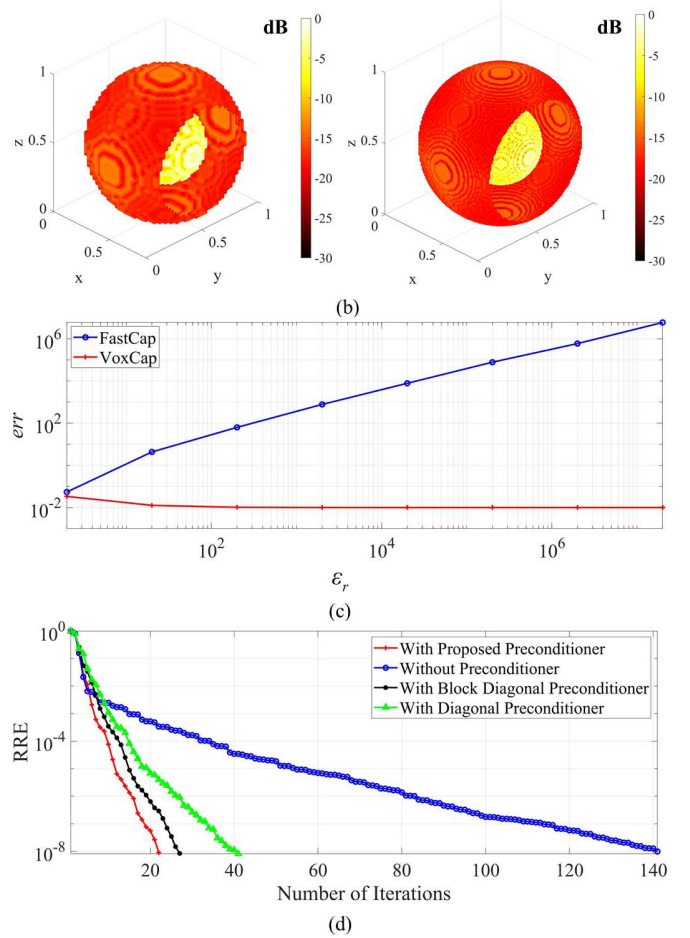 dB
0
-5
-10
-15
-20
-25
-30
1
0.5
0
z
0.5
x
0
0.5
1
y
dB
0
-5
-10
-15
-20
-25
-30
1
0.5
0
z
0.5
x
0
0.5
1
y
(b)
FastCap
VoxCap
10^6
10^2
10^-2
err
10^2
10^4
10^6
ε_r
(c)
With Proposed Preconditioner
Without Preconditioner
With Block Diagonal Preconditioner
With Diagonal Preconditioner
10^0
10^-4
10^-8
RRE
20 40 60 80 100 120 140
Number of Iterations
(d)